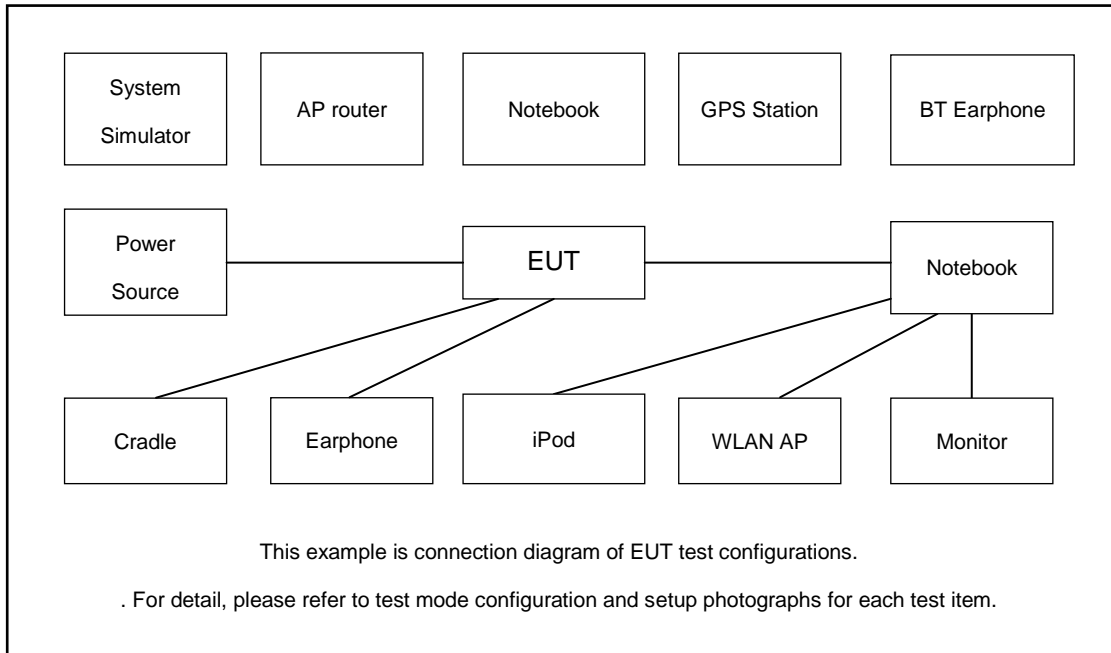 System
Simulator
AP router
Notebook
GPS Station
BT Earphone
Power
Source
EUT
Notebook
Cradle
Earphone
iPod
WLAN AP
Monitor
This example is connection diagram of EUT test configurations.
. For detail, please refer to test mode configuration and setup photographs for each test item.